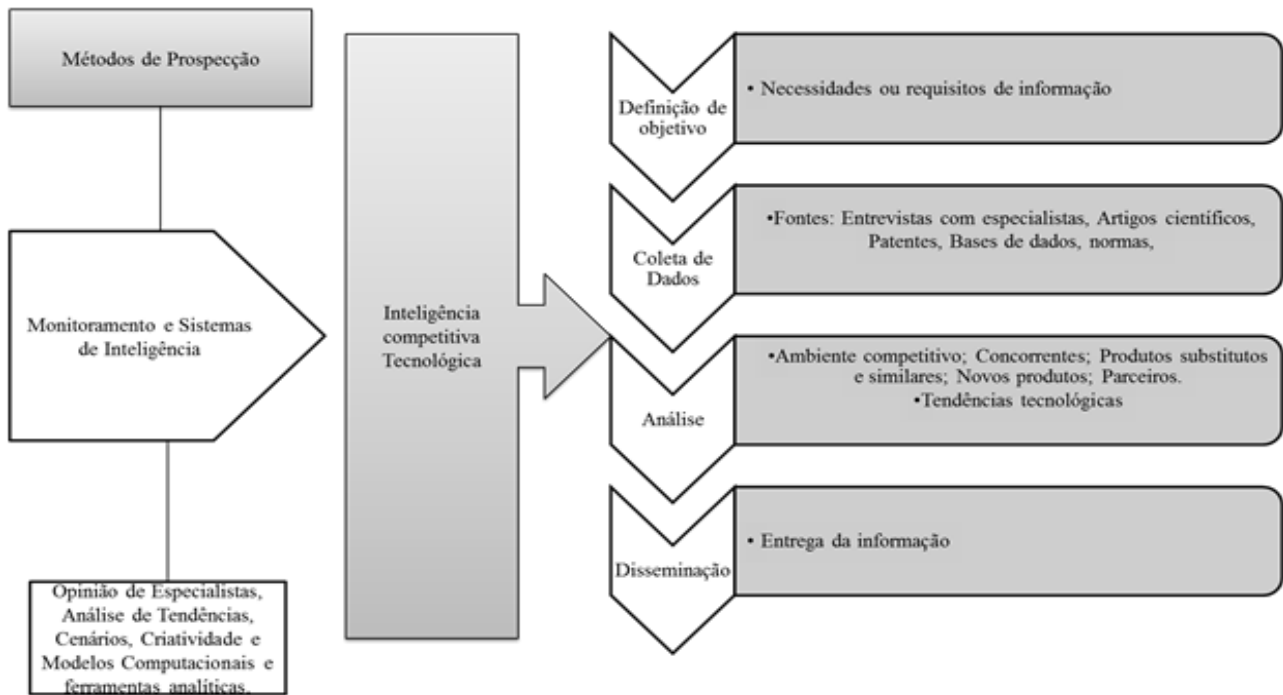 Métodos de Prospecção
Monitoramento e Sistemas
de Inteligência
Opinião de Especialistas,
Análise de Tendências,
Cenários, Criatividade e
Modelos Computacionais e
ferramentas analíticas.
Inteligência
competitiva
Tecnológica
Definição de
objetivo
• Necessidades ou requisitos de informação
Coleta de
Dados
•Fontes: Entrevistas com especialistas, Artigos científicos,
Patentes, Bases de dados, normas,
Análise
•Ambiente competitivo; Concorrentes; Produtos substitutos
e similares; Novos produtos; Parceiros.
•Tendências tecnológicas
Disseminação
• Entrega da informação